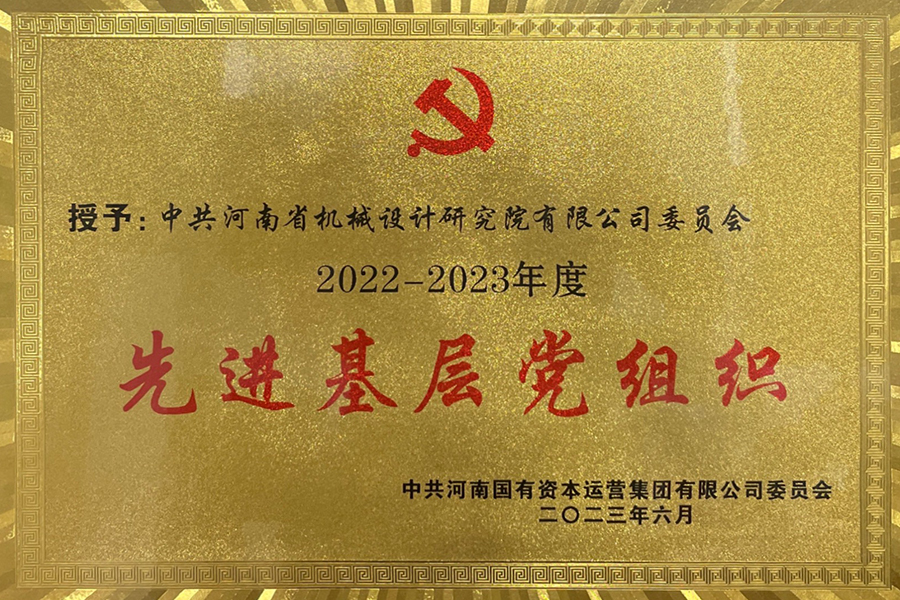 授予:中共河南省机械设计研究院有限公司委员会
2022-2023年度
先进基层党组织
中共河南国有资本运营集团有限公司委员会
二〇二三年六月